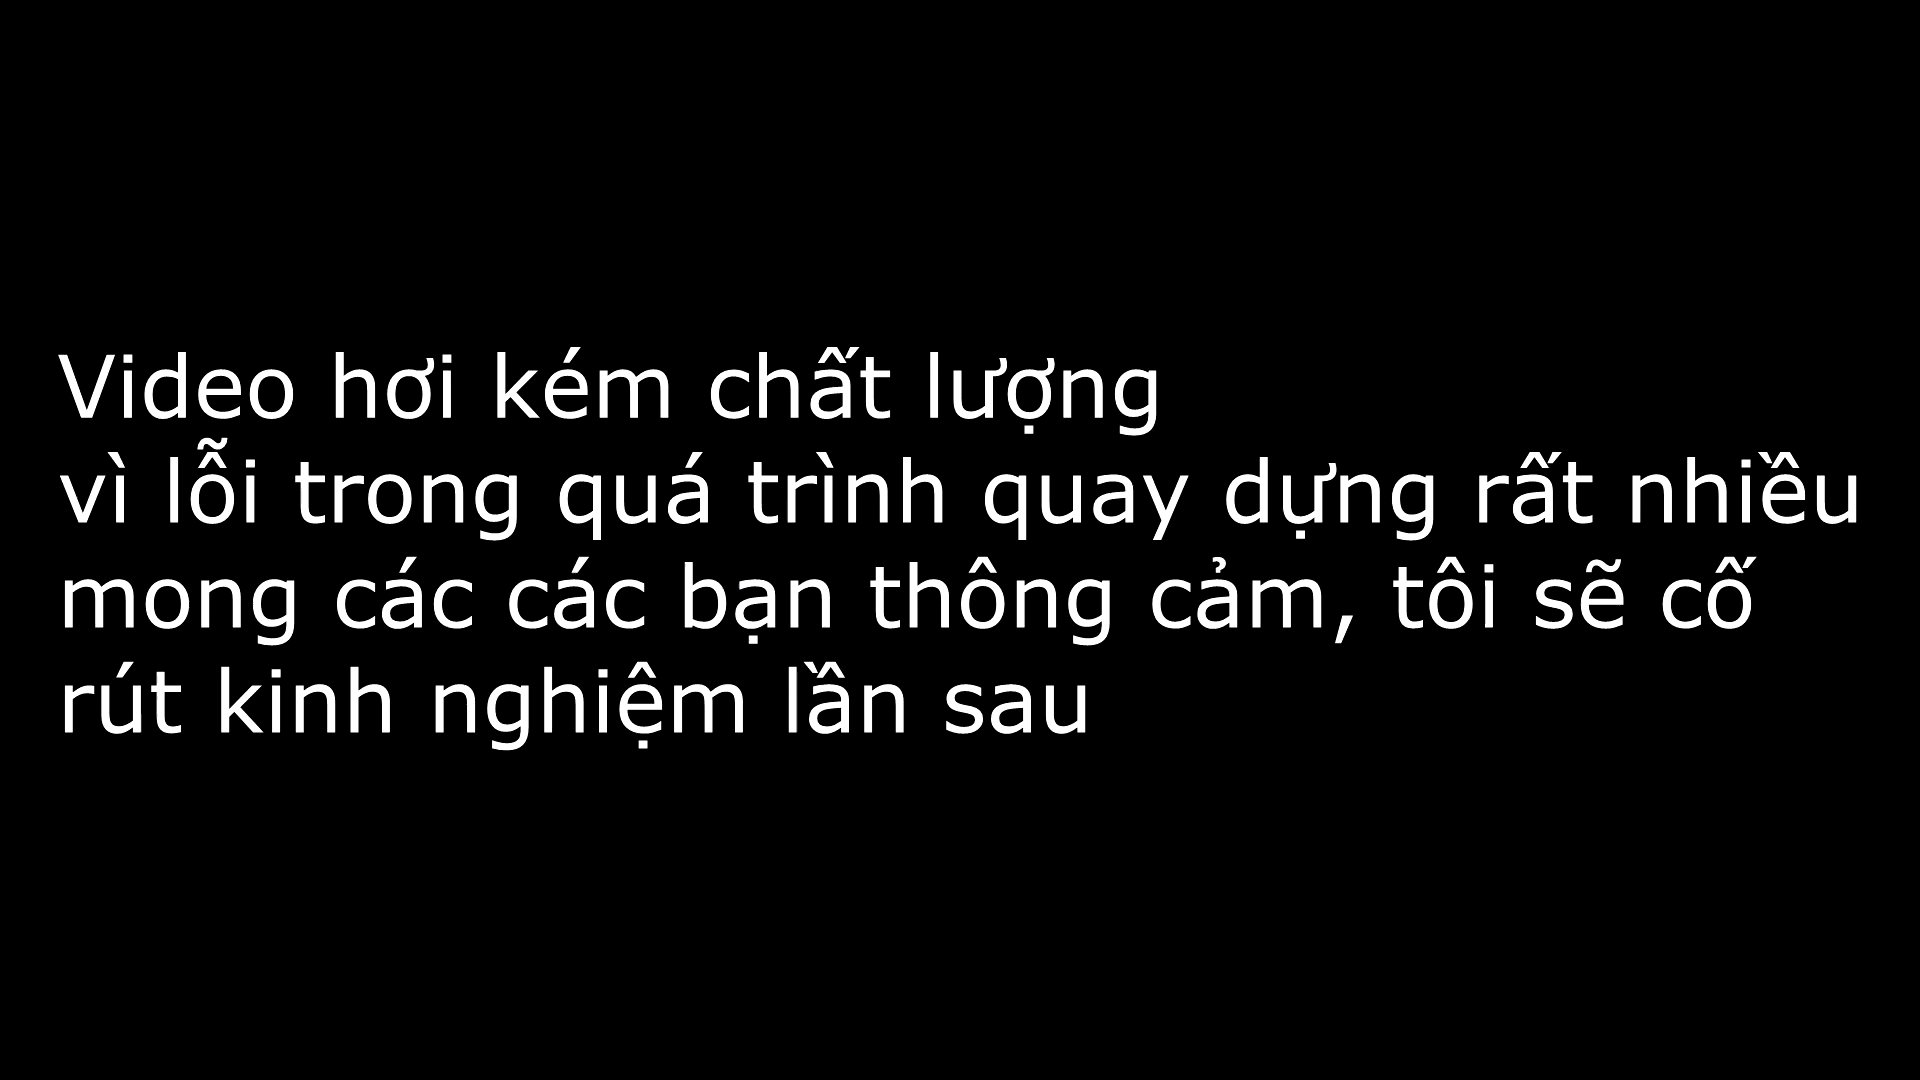 Video hơi kém chất lượng
vì lỗi trong quá trình quay dựng rất nhiều
mong các các bạn thông cảm, tôi sẽ cố
rút kinh nghiệm lần sau